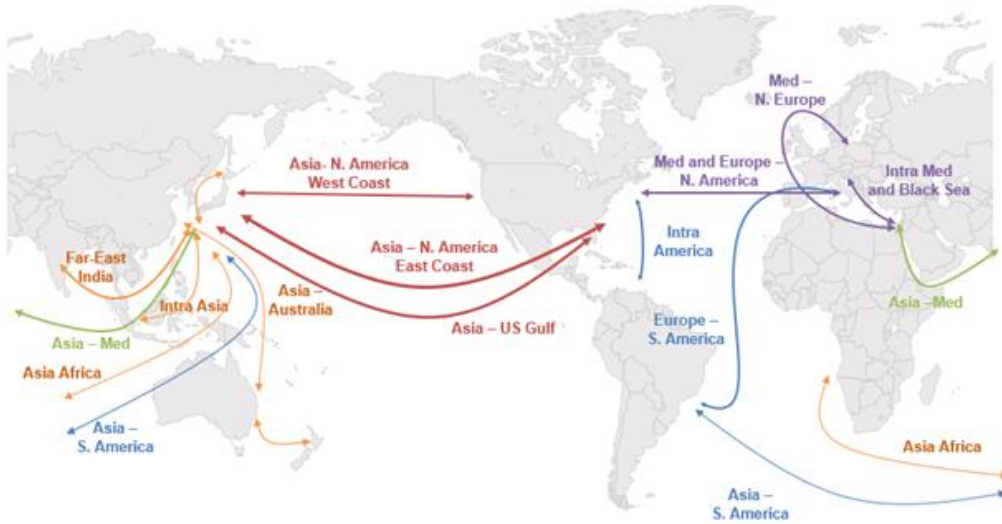 Med –
N. Europe
Asia- N. America
West Coast
Med and Europe –
N. America
Intra Med
and Black Sea
Far-East
India
Asia – N. America
East Coast
Intra
America
Intra Asia
Asia –
Australia
Asia –Med
Asia – US Gulf
Europe –
S. America
Asia – Med
Asia Africa
Asia –
S. America
Asia Africa
Asia –
S. America